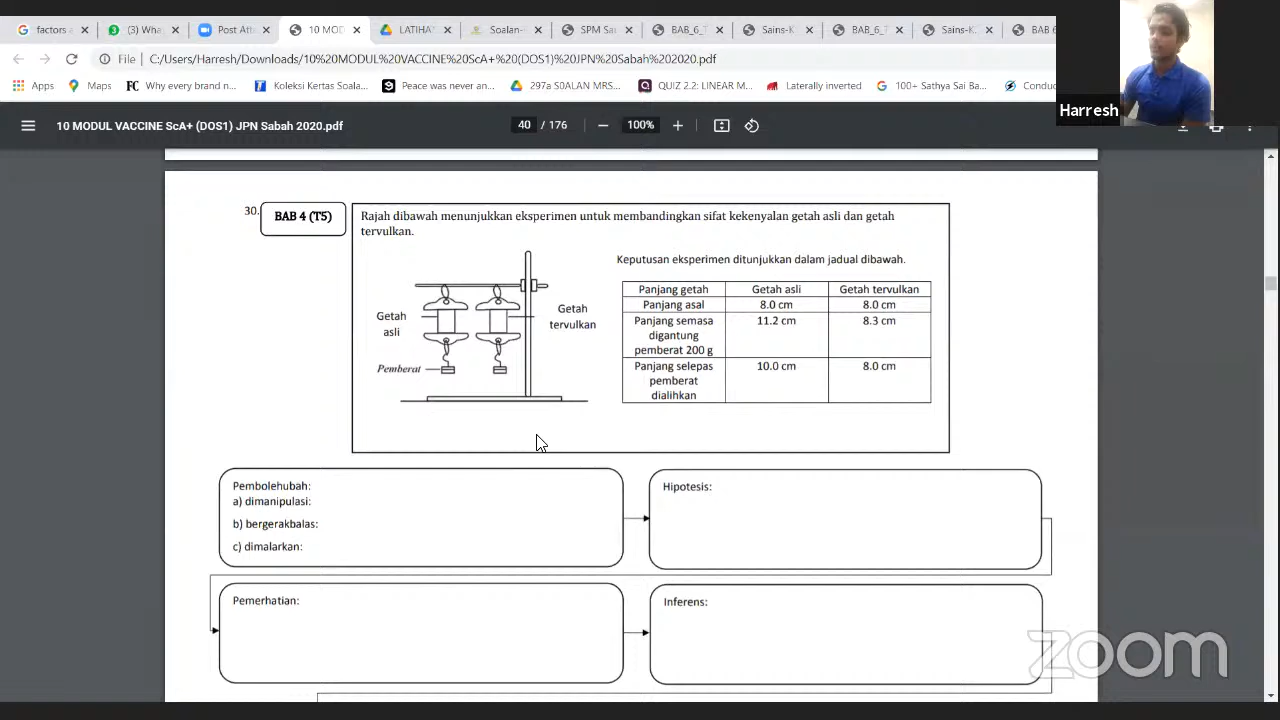 factors a
(3) Wha
Post Att
10 MOD
LATIHA
Soalan-
SPM Sa
BAB_6_T
Sains-K
BAB_6_T
Sains-K
BAB 6
File
C:/Users/Harresh/Downloads/10%20MODUL%20VACCINE%20ScA+%20(DOS1)%20JPN%20Sabah%202020.pdf
Apps
Maps
FC Why every brand n...
Koleksi Kertas Soala...
Peace was never an...
297a S0ALAN MRS...
QUIZ 2.2: LINEAR M...
Laterally inverted
100+ Sathya Sai Ba...
Conduc
Harresh
10 MODUL VACCINE ScA+ (DOS1) JPN Sabah 2020.pdf
40 / 176
100%
30.
BAB 4 (T5)
Rajah dibawah menunjukkan eksperimen untuk membandingkan sifat kekenyalan getah asli dan getah
tervulkan.
Getah
asli
Getah
tervulkan
Pemberat
Keputusan eksperimen ditunjukkan dalam jadual dibawah.
Panjang getah Getah asli Getah tervulkan
Panjang asal 8.0 cm 8.0 cm
Panjang semasa 11.2 cm 8.3 cm
digantung
pemberat 200 g
Panjang selepas 10.0 cm 8.0 cm
pemberat
dialihkan
Pembolehubah:
a) dimanipulasi:
b) bergerakbalas:
c) dimalarkan:
Hipotesis:
Pemerhatian:
Inferens:
zoom